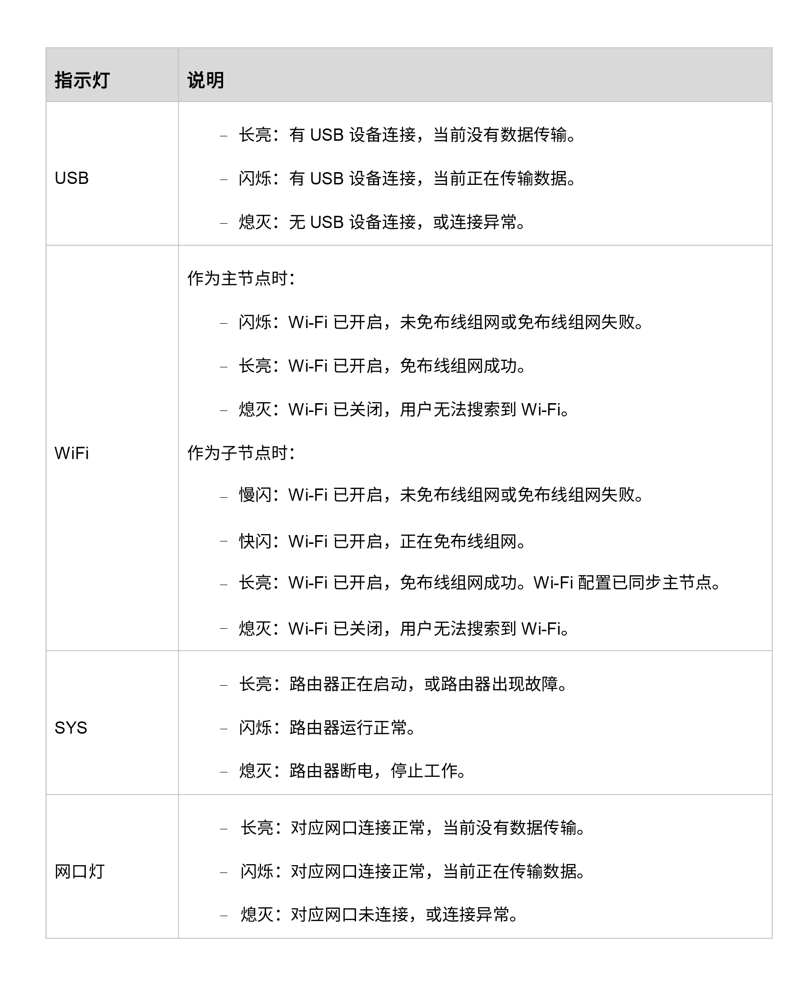 指示灯
说明
USB
– 长亮：有 USB 设备连接，当前没有数据传输。
– 闪烁：有 USB 设备连接，当前正在传输数据。
– 熄灭：无 USB 设备连接，或连接异常。
WiFi
作为主节点时：
– 闪烁：Wi-Fi 已开启，未免布线组网或免布线组网失败。
– 长亮：Wi-Fi 已开启，免布线组网成功。
– 熄灭：Wi-Fi 已关闭，用户无法搜索到 Wi-Fi。
作为子节点时：
– 慢闪：Wi-Fi 已开启，未免布线组网或免布线组网失败。
– 快闪：Wi-Fi 已开启，正在免布线组网。
– 长亮：Wi-Fi 已开启，免布线组网成功。Wi-Fi 配置已同步主节点。
– 熄灭：Wi-Fi 已关闭，用户无法搜索到 Wi-Fi。
SYS
– 长亮：路由器正在启动，或路由器出现故障。
– 闪烁：路由器运行正常。
– 熄灭：路由器断电，停止工作。
网口灯
– 长亮：对应网口连接正常，当前没有数据传输。
– 闪烁：对应网口连接正常，当前正在传输数据。
– 熄灭：对应网口未连接，或连接异常。